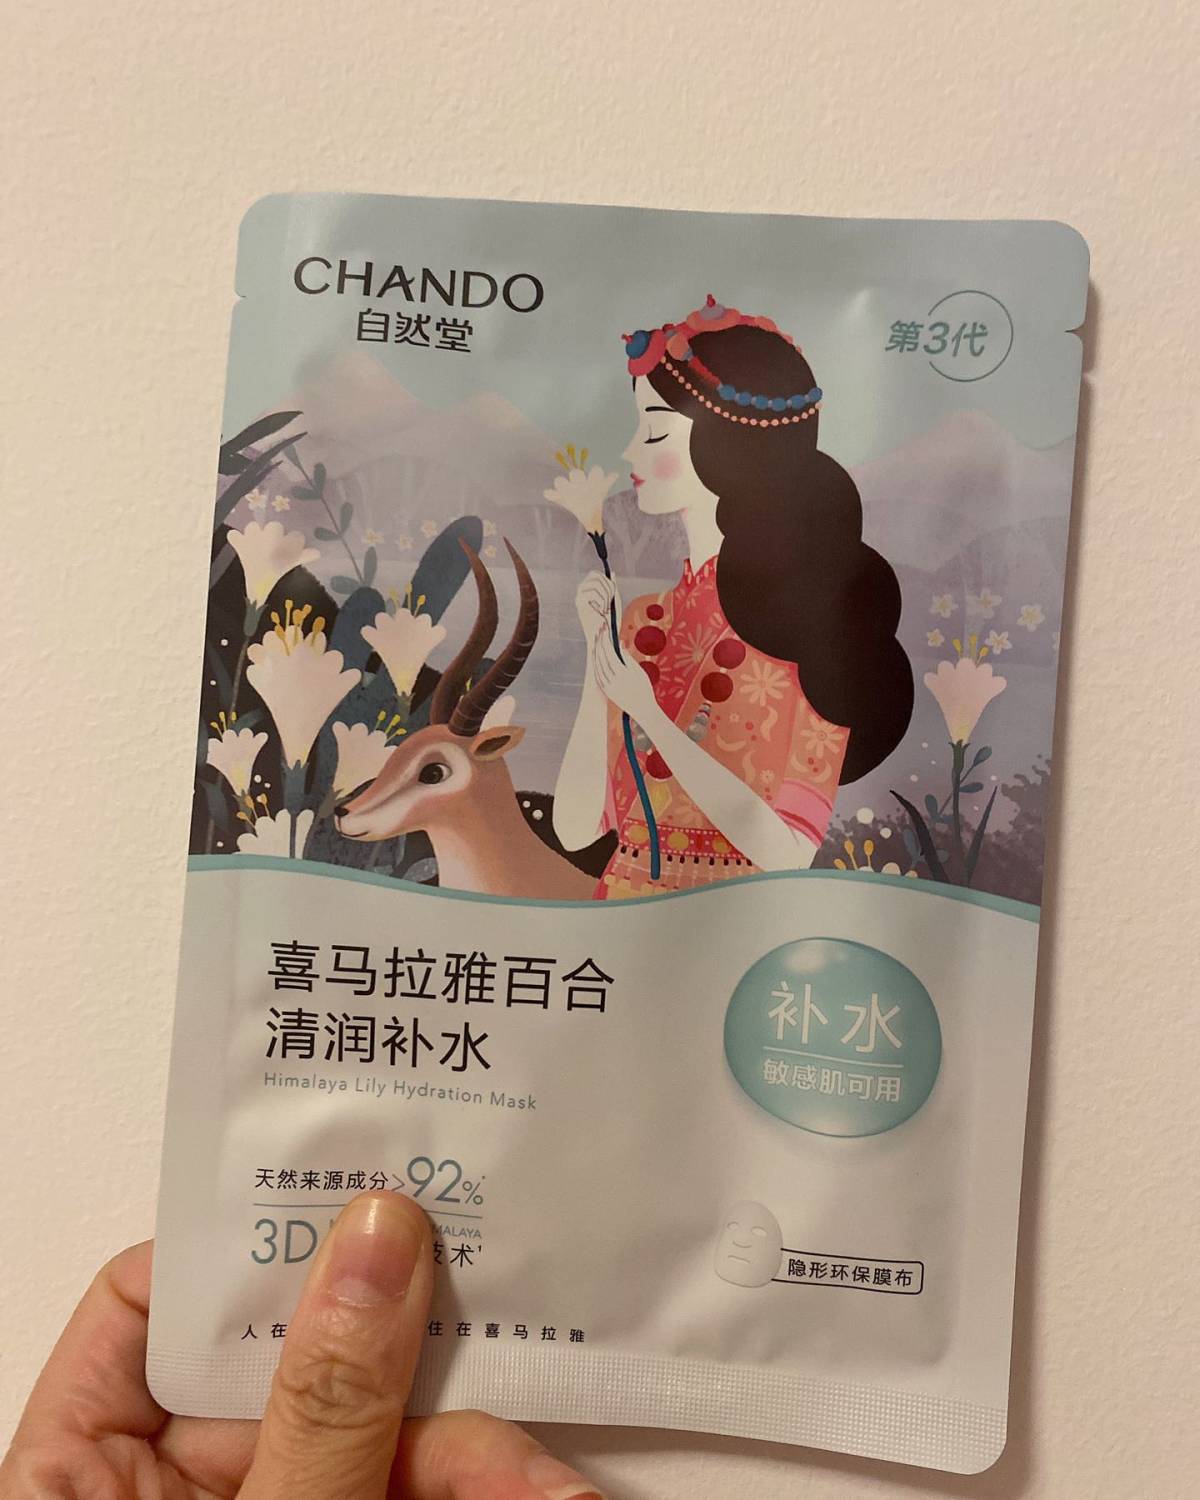 CHANDO
自然堂
第3代
喜马拉雅百合
清润补水
Himalaya Lily Hydration Mask
补水
敏感肌可用
天然来源成分>92%
3D
术¹
隐形环保膜布
人在 住在喜马拉雅